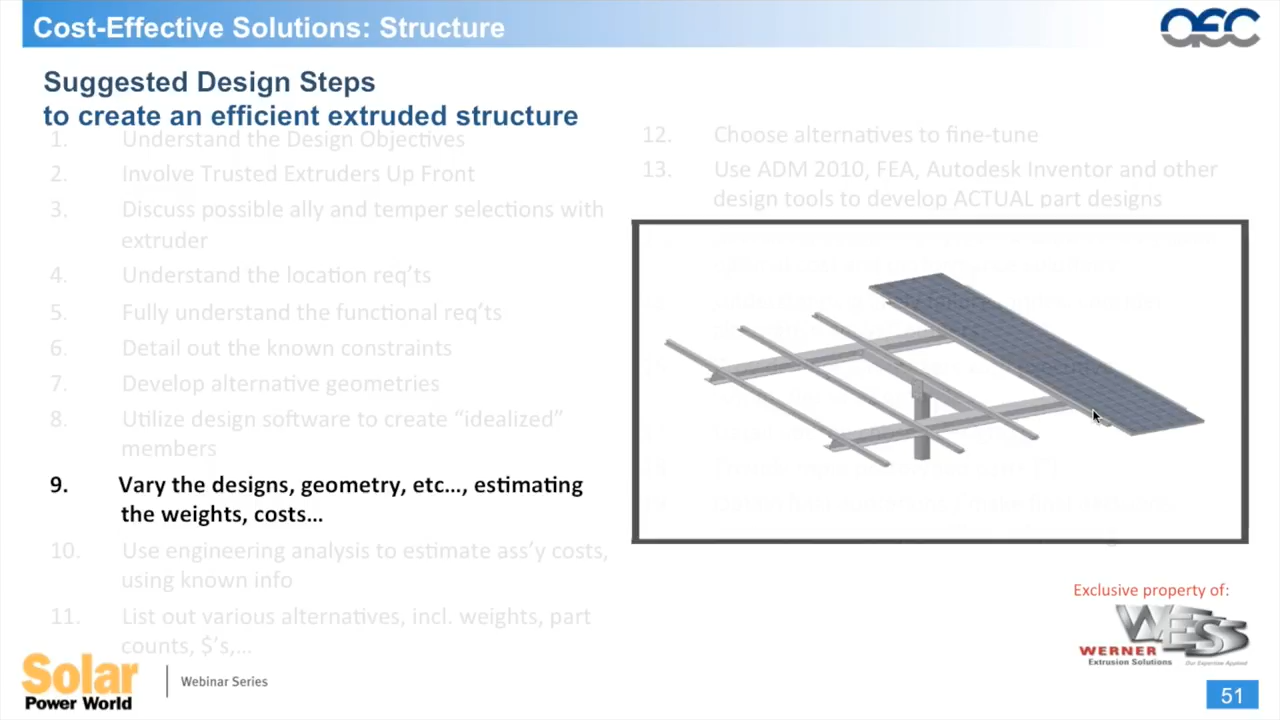 Cost-Effective Solutions: Structure
AEC
Suggested Design Steps
to create an efficient extruded structure
1. Understand the Design Objectives
2. Involve Trusted Extruders Up Front
3. Discuss possible ally and temper selections with
extruder
4. Understand the location req'ts
5. Fully understand the functional req'ts
6. Detail out the known constraints
7. Develop alternative geometries
8. Utilize design software to create “idealized”
members
9. Vary the designs, geometry, etc…, estimating
the weights, costs…
10. Use engineering analysis to estimate ass'y costs,
using known info
11. List out various alternatives, incl. weights, part
counts, $'s,…
12. Choose alternatives to fine-tune
13. Use ADM 2010, FEA, Autodesk Inventor and other
design tools to develop ACTUAL part designs
Exclusive property of:
WESS
WERNER
Extrusion Solutions
Our Expertise Applied
Solar
Power World
Webinar Series
51